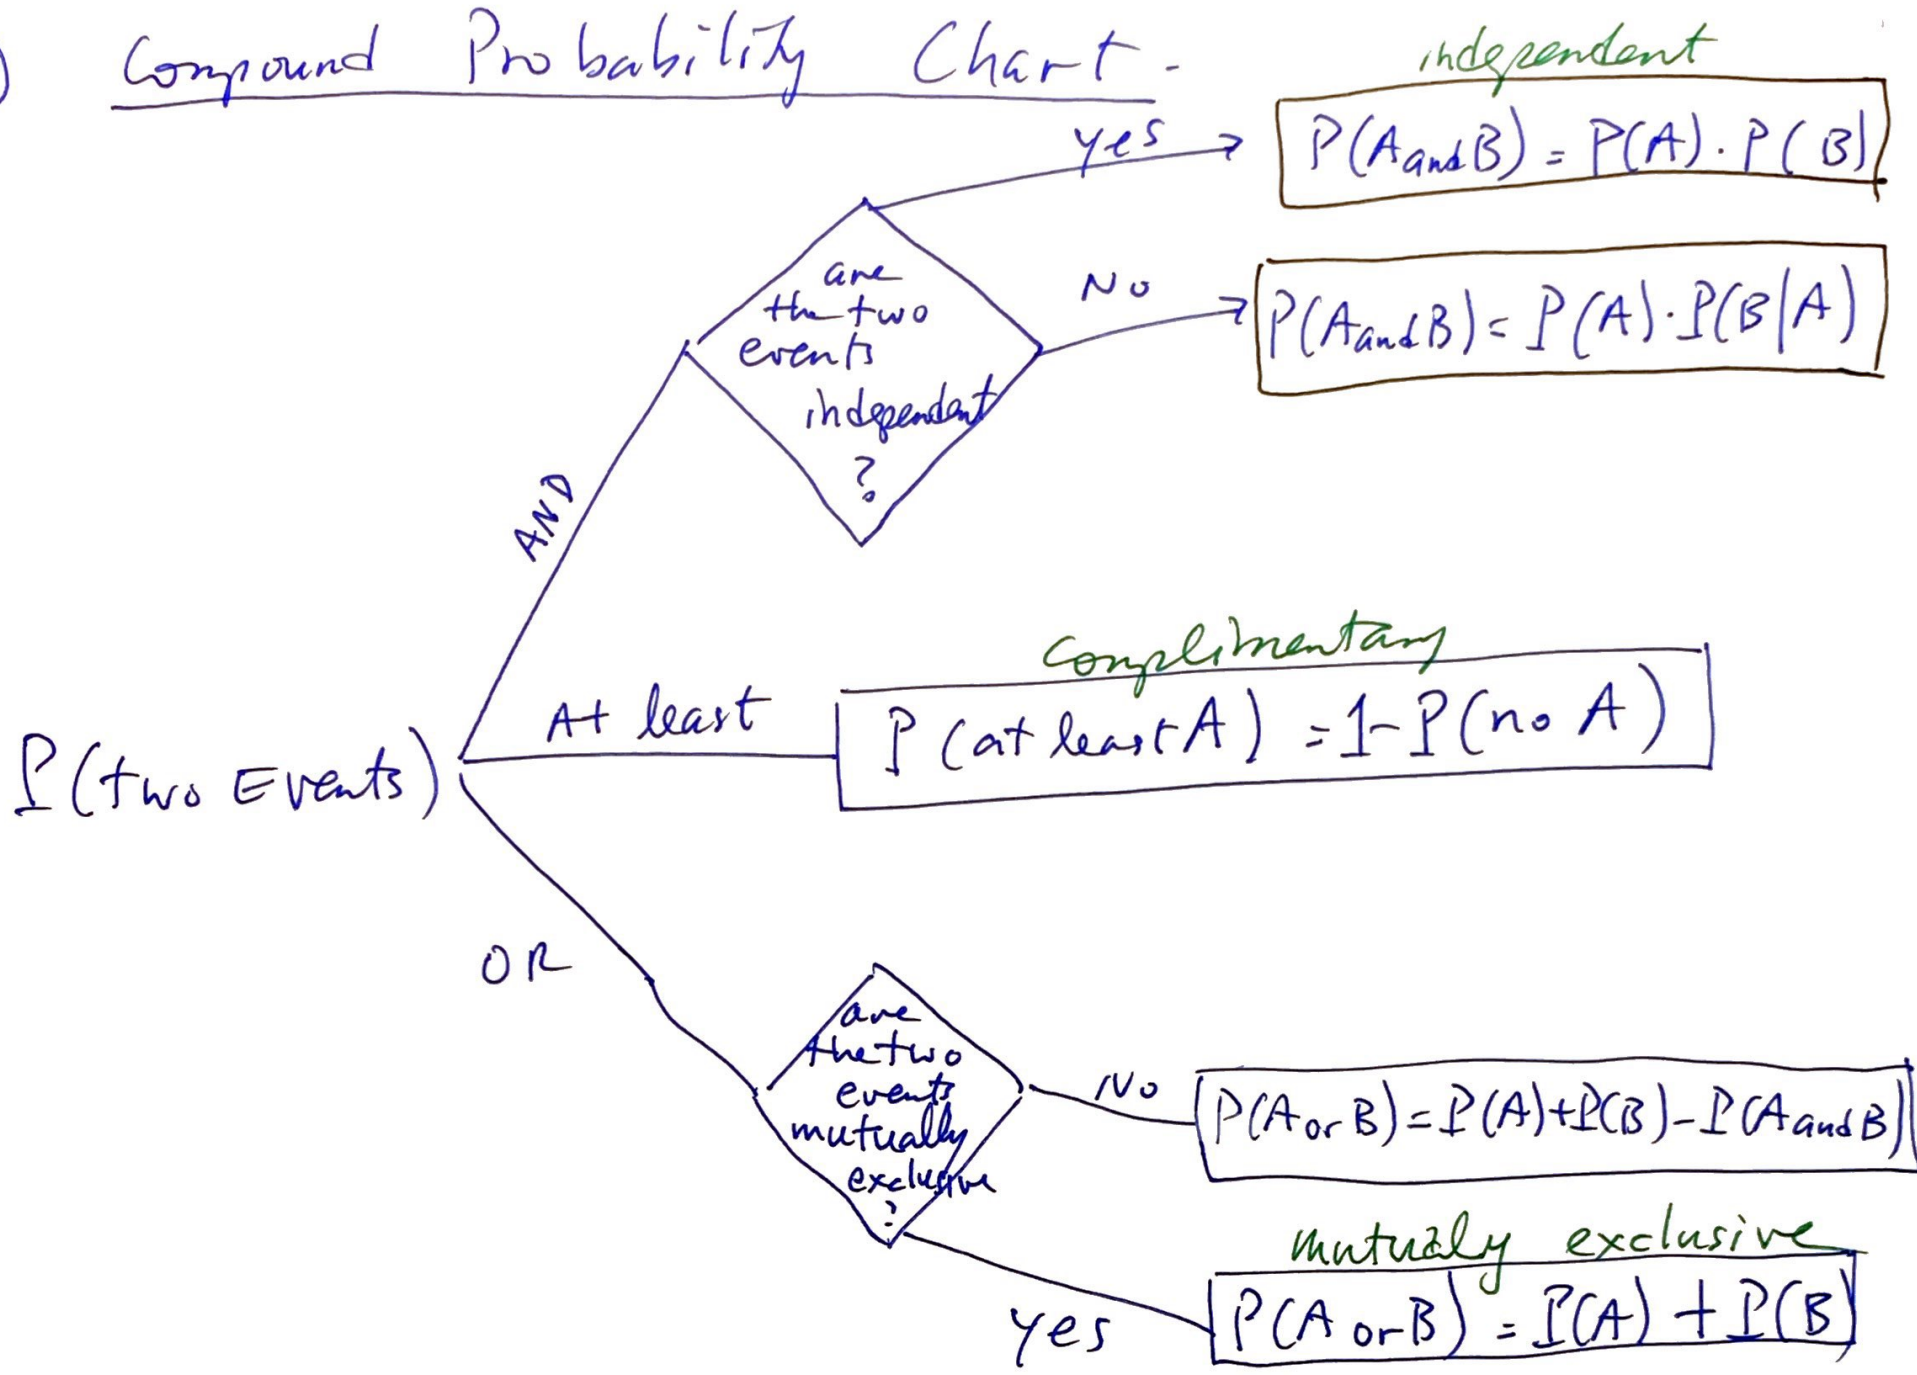 ) Compound Probability Chart.
independent
yes
P(A and B) = P(A) · P(B)
are
the two
events
independent
?
No
P(A and B) = P(A) · P(B|A)
AND
complimentary
At least
P(at least A) = 1 - P(no A)
P(two Events)
OR
are
the two
events
mutually
exclusive
?
No
P(A or B) = P(A) + P(B) - P(A and B)
mutualy exclusive
yes
P(A or B) = P(A) + P(B)